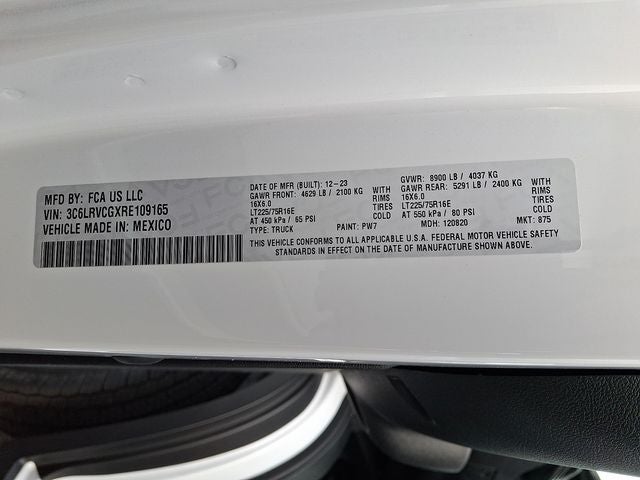 MFD BY: FCA US LLC
VIN: 3C6LRVCGXRE109165
VEHICLE MADE IN: MEXICO
DATE OF MFR (BUILT): 12-23
GAWR FRONT: 4629 LB / 2100 KG WITH
16X6.0 RIMS
LT225/75R16E TIRES
AT 450 kPa / 65 PSI COLD
TYPE: TRUCK PAINT: PW7
GVWR: 8900 LB / 4037 KG
GAWR REAR: 5291 LB / 2400 KG WITH
16X6.0 RIMS
LT225/75R16E TIRES
AT 550 kPa / 80 PSI COLD
MDH: 120820 MKT: 875
THIS VEHICLE CONFORMS TO ALL APPLICABLE U.S.A. FEDERAL MOTOR VEHICLE SAFETY
STANDARDS IN EFFECT ON THE DATE OF MANUFACTURE SHOWN ABOVE.